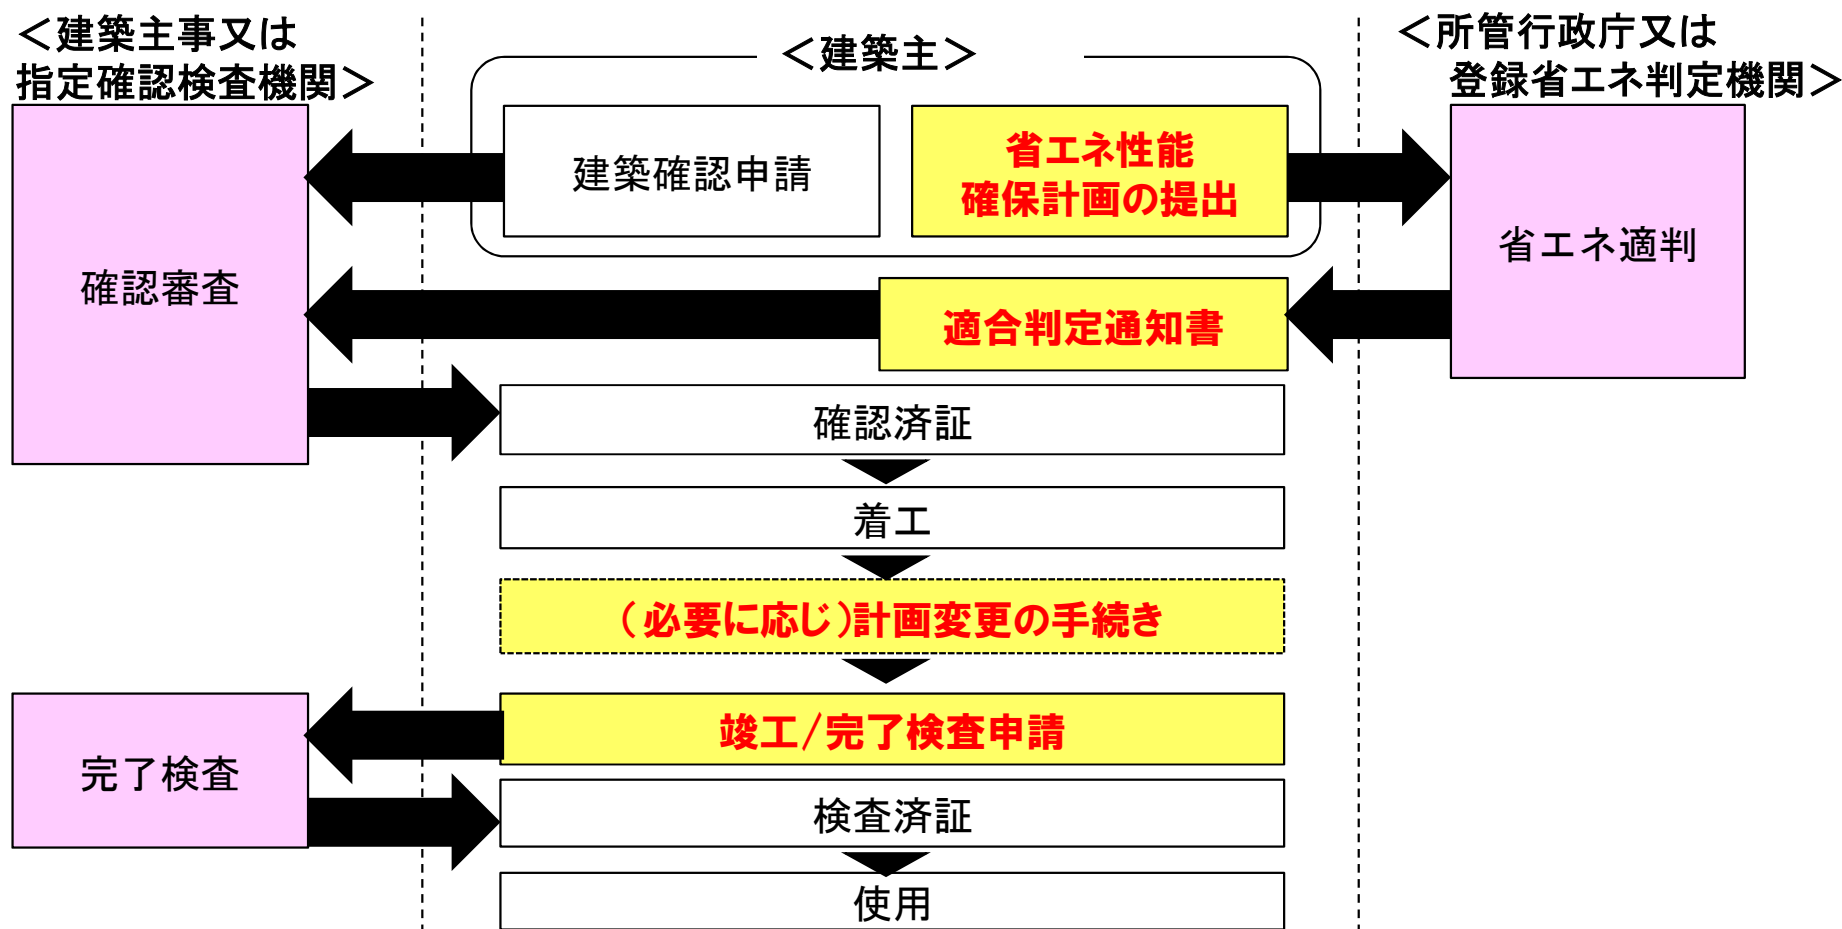 ＜建築主事又は
指定確認検査機関＞
＜建築主＞
＜所管行政庁又は
登録省エネ判定機関＞
建築確認申請
省エネ性能
確保計画の提出
確認審査
省エネ適判
適合判定通知書
確認済証
着工
（必要に応じ）計画変更の手続き
竣工/完了検査申請
完了検査
検査済証
使用